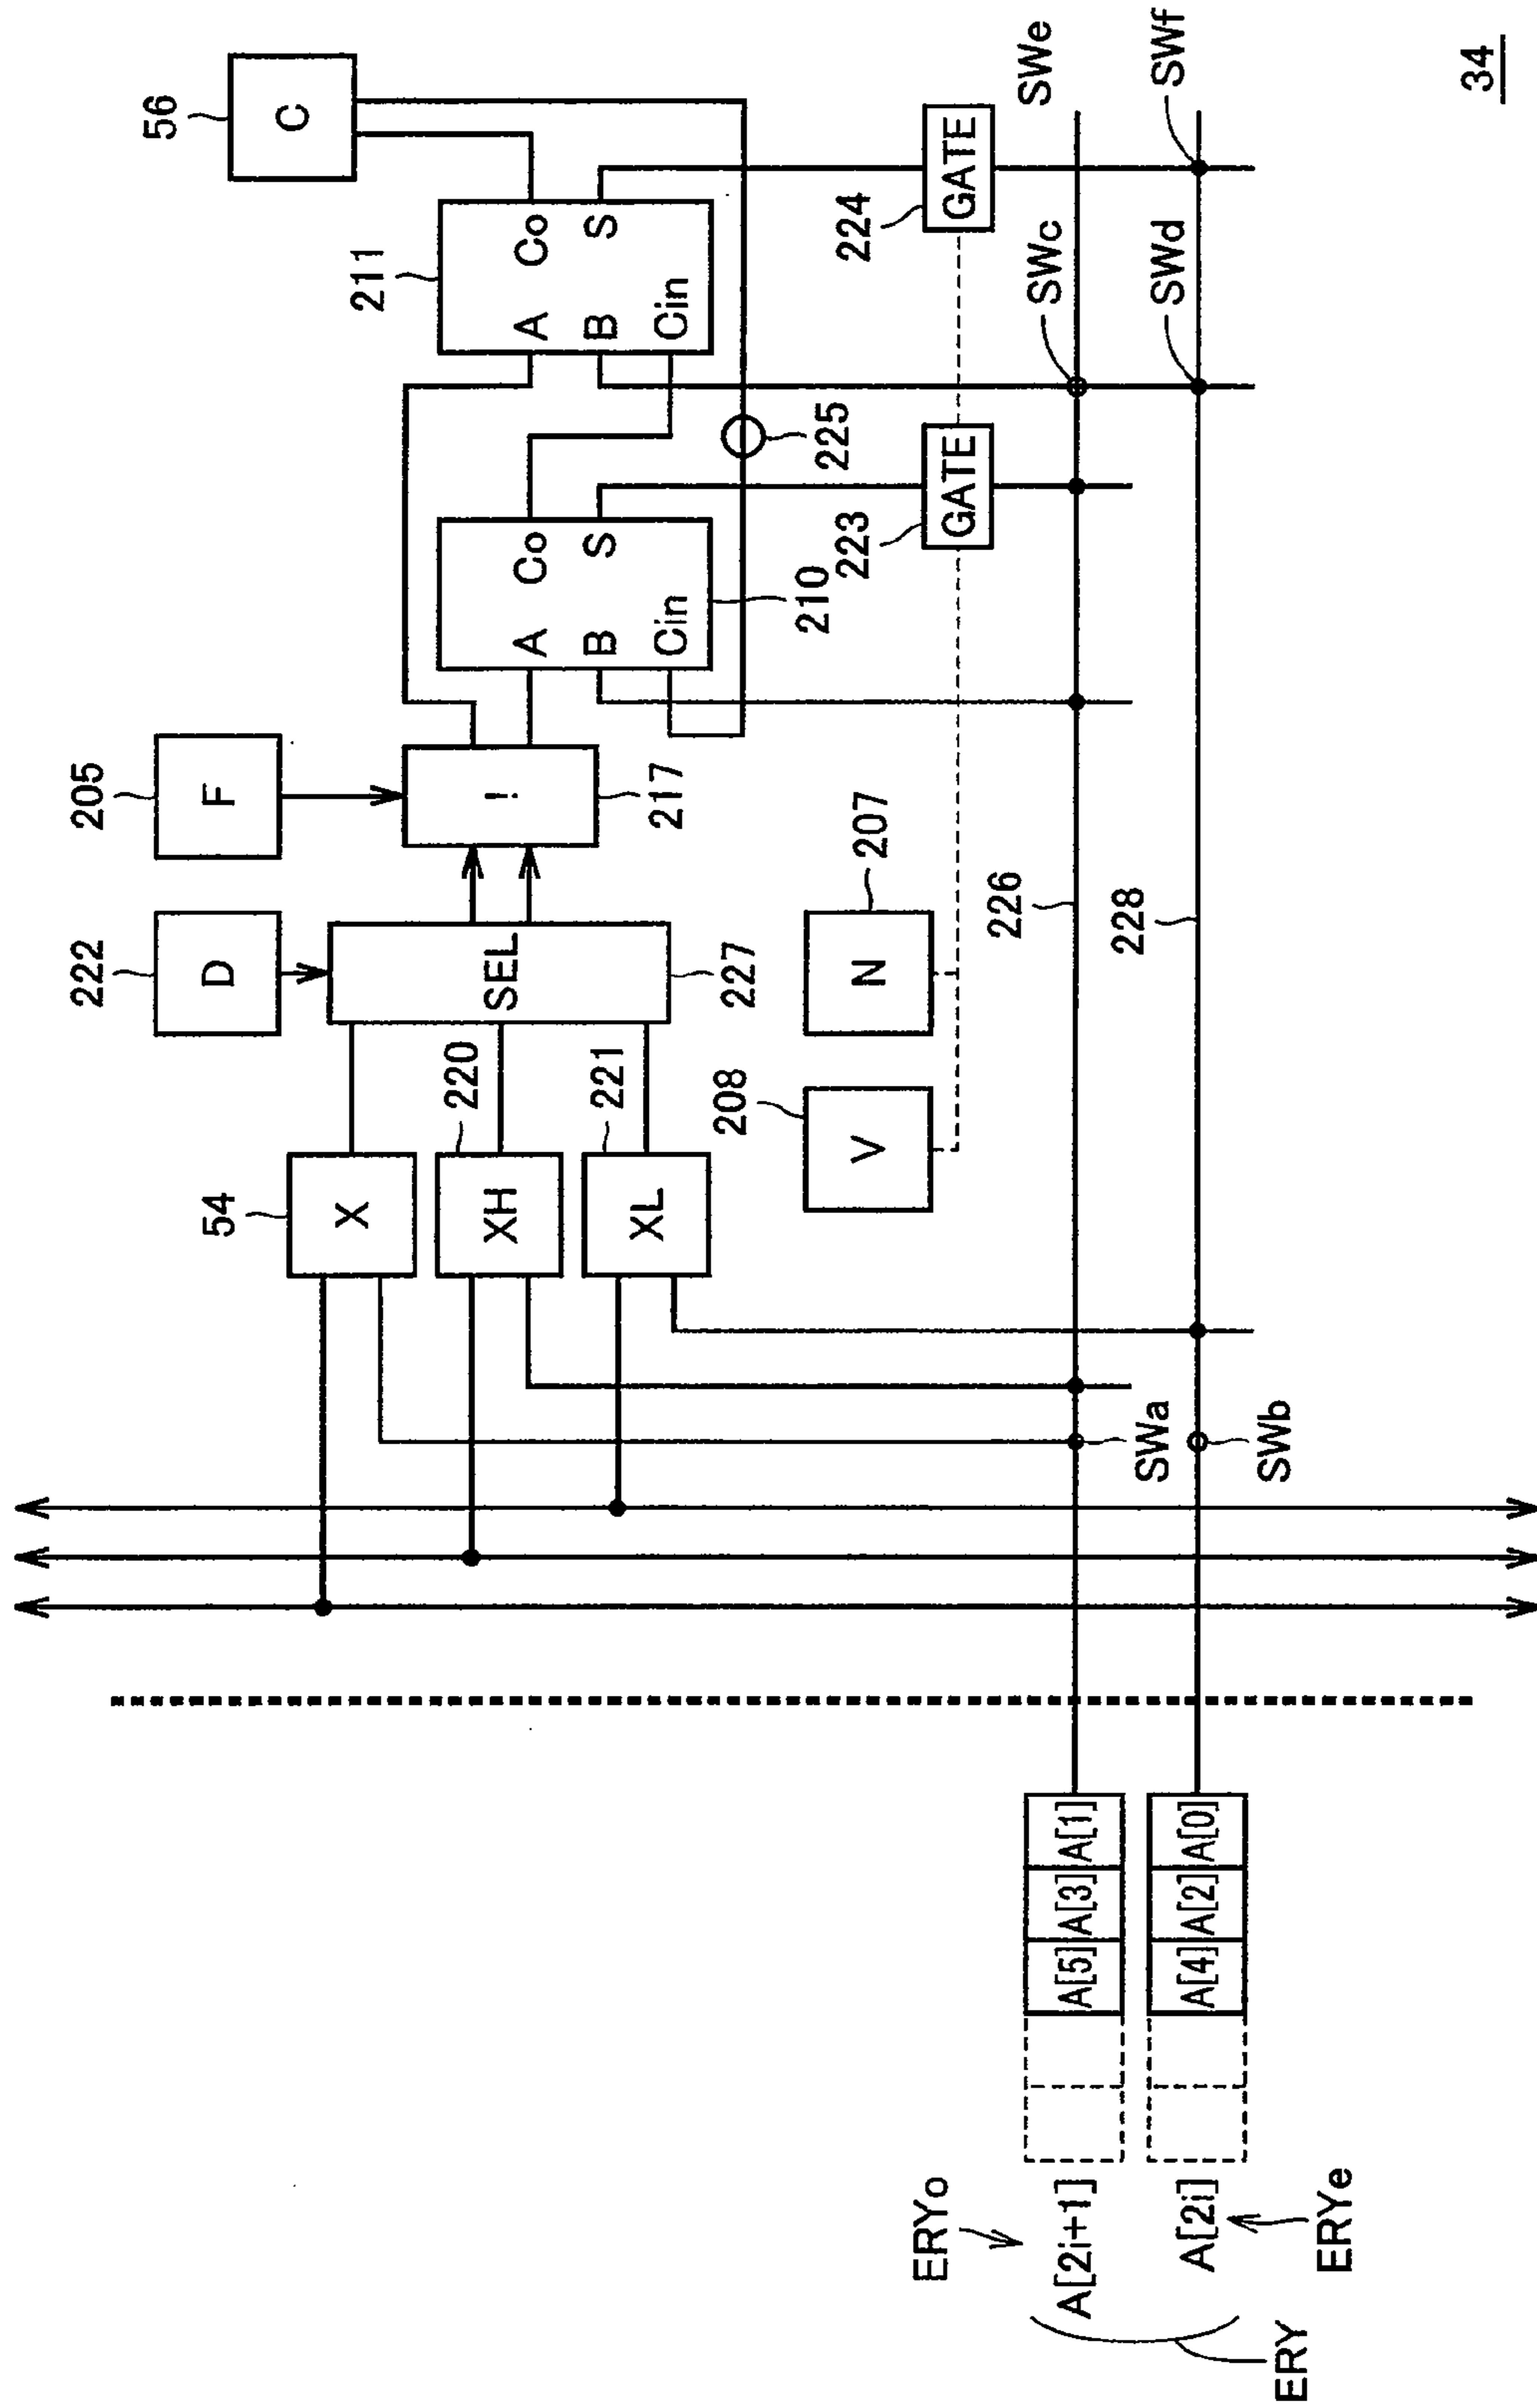 34
56
C
211
A
Co
B
S
Cin
224
GATE
SWe
SWf
SWc
SWd
225
223
GATE
A
Co
B
S
Cin
210
205
F
!
217
222
D
SEL
227
207
N
208
V
226
228
54
X
220
XH
221
XL
SWa
SWb
A[5] A[3] A[1]
A[4] A[2] A[0]
ERYo
A[2i+1]
A[2i]
ERYe
ERY